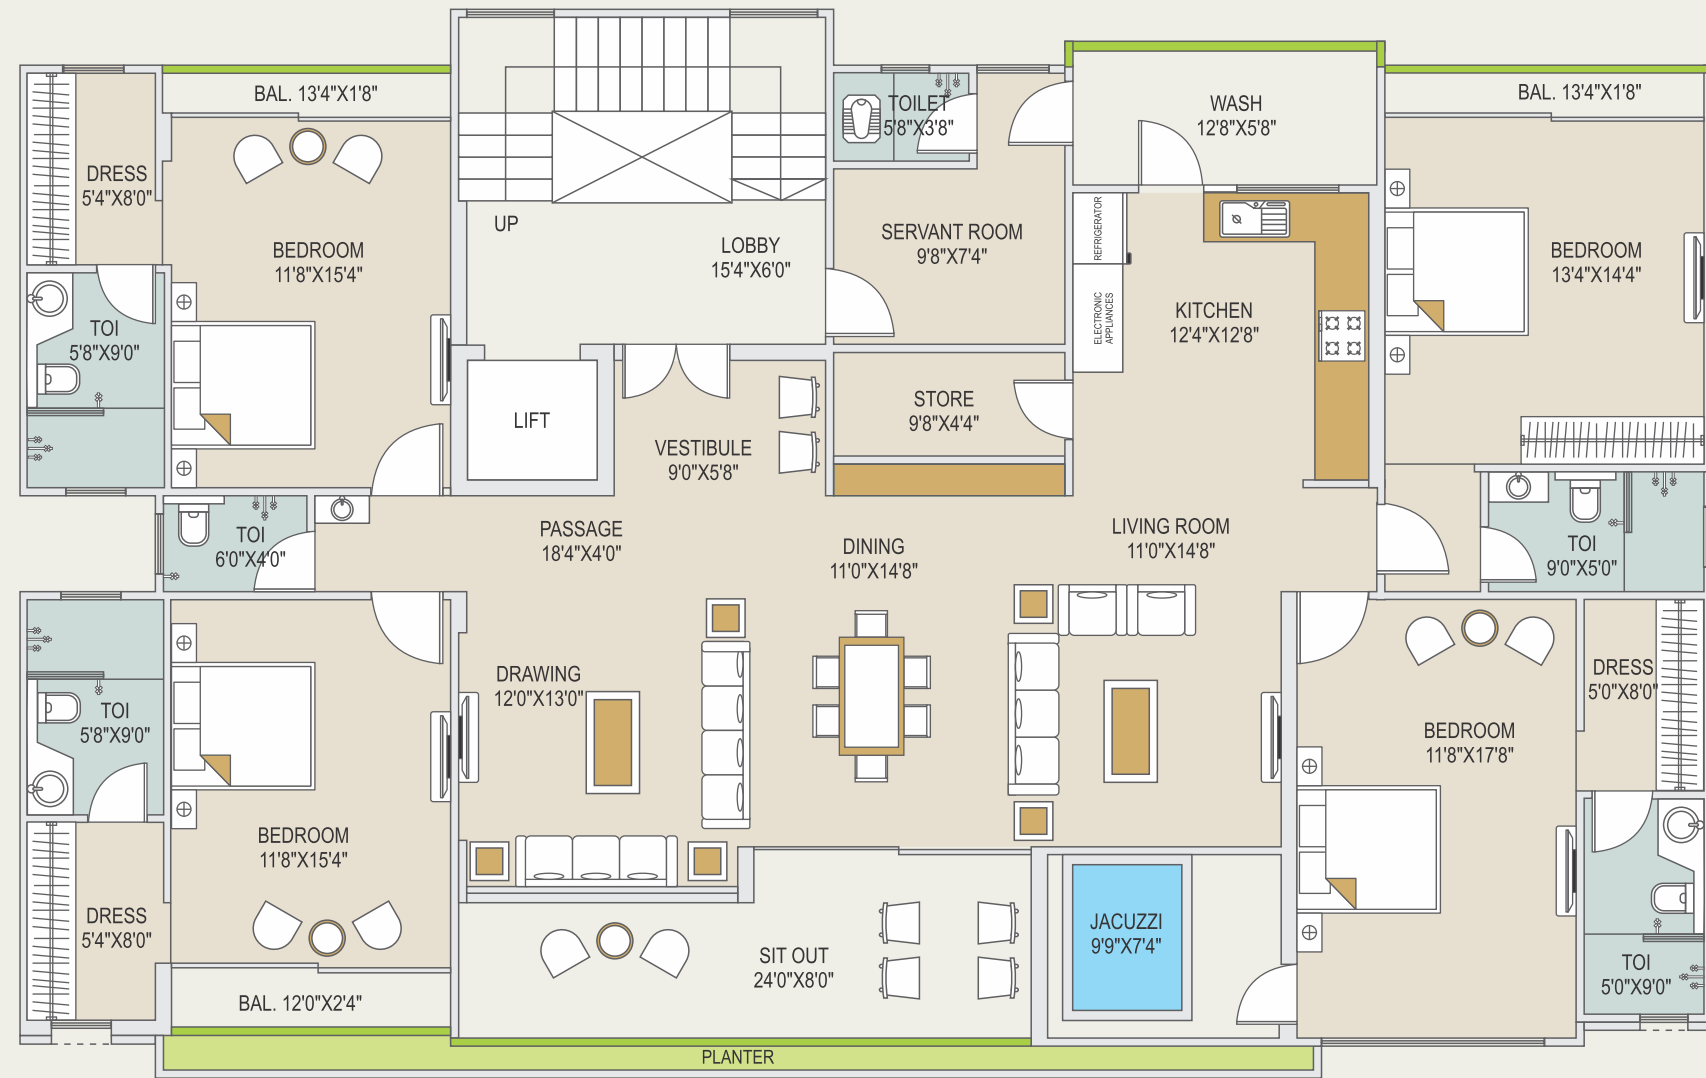 BAL. 13'4"X1'8"
DRESS
5'4"X8'0"
BEDROOM
11'8"X15'4"
TOI
5'8"X9'0"
UP
LOBBY
15'4"X6'0"
LIFT
TOILET
5'8"X3'8"
SERVANT ROOM
9'8"X7'4"
STORE
9'8"X4'4"
VESTIBULE
9'0"X5'8"
WASH
12'8"X5'8"
REFRIGERATOR
ELECTRONIC
APPLIANCES
KITCHEN
12'4"X12'8"
BAL. 13'4"X1'8"
BEDROOM
13'4"X14'4"
TOI
6'0"X4'0"
PASSAGE
18'4"X4'0"
DINING
11'0"X14'8"
LIVING ROOM
11'0"X14'8"
TOI
9'0"X5'0"
DRAWING
12'0"X13'0"
TOI
5'8"X9'0"
BEDROOM
11'8"X15'4"
DRESS
5'4"X8'0"
BAL. 12'0"X2'4"
SIT OUT
24'0"X8'0"
JACUZZI
9'9"X7'4"
BEDROOM
11'8"X17'8"
DRESS
5'0"X8'0"
TOI
5'0"X9'0"
PLANTER